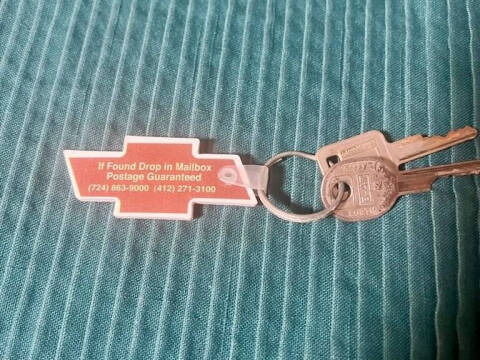 If Found Drop in Mailbox
Postage Guaranteed
(724) 863-9000 (412) 271-3100